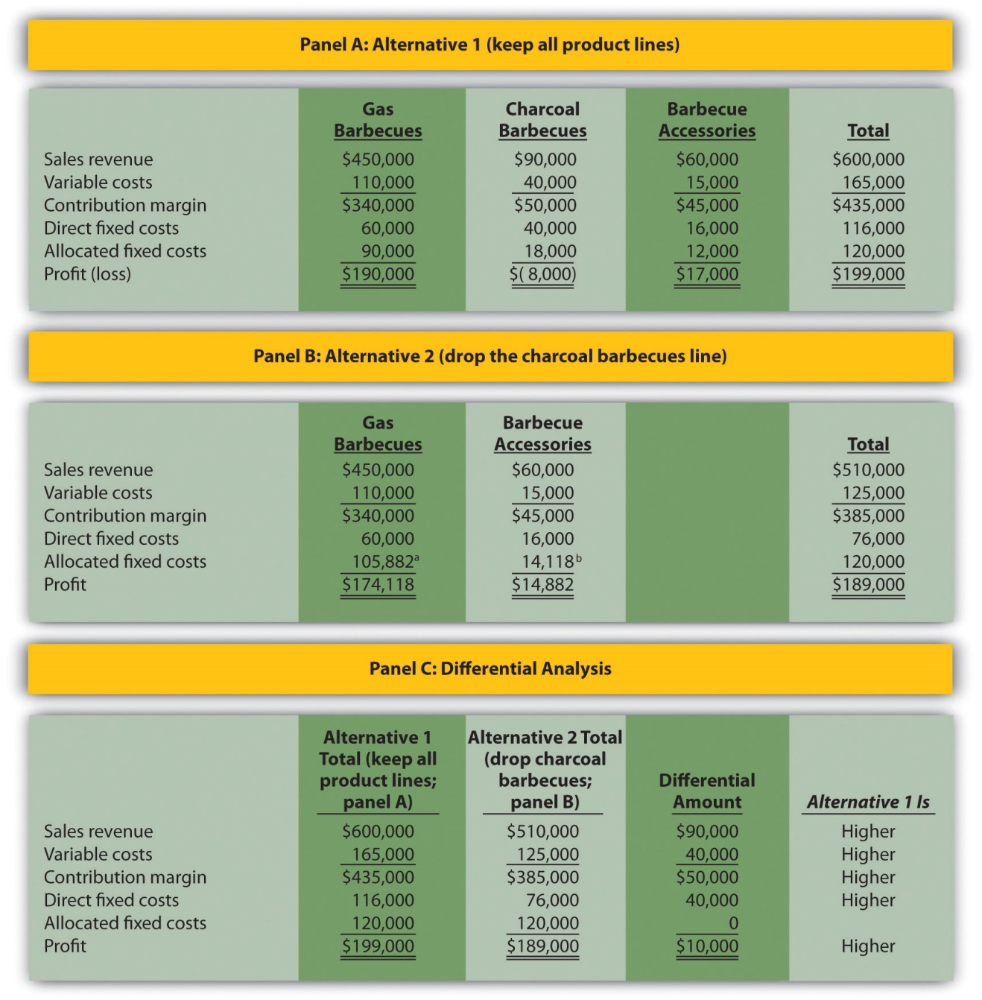 Panel A: Alternative 1 (keep all product lines)
Gas Barbecues Charcoal Barbecues Barbecue Accessories Total
Sales revenue $450,000 $90,000 $60,000 $600,000
Variable costs 110,000 40,000 15,000 165,000
Contribution margin $340,000 $50,000 $45,000 $435,000
Direct fixed costs 60,000 40,000 16,000 116,000
Allocated fixed costs 90,000 18,000 12,000 120,000
Profit (loss) $190,000 $( 8,000) $17,000 $199,000
Panel B: Alternative 2 (drop the charcoal barbecues line)
Gas Barbecues Barbecue Accessories Total
Sales revenue $450,000 $60,000 $510,000
Variable costs 110,000 15,000 125,000
Contribution margin $340,000 $45,000 $385,000
Direct fixed costs 60,000 16,000 76,000
Allocated fixed costs 105,882ᵃ 14,118ᵇ 120,000
Profit $174,118 $14,882 $189,000
Panel C: Differential Analysis
Alternative 1 Total (keep all product lines; panel A) Alternative 2 Total (drop charcoal barbecues; panel B) Differential Amount Alternative 1 Is
Sales revenue $600,000 $510,000 $90,000 Higher
Variable costs 165,000 125,000 40,000 Higher
Contribution margin $435,000 $385,000 $50,000 Higher
Direct fixed costs 116,000 76,000 40,000 Higher
Allocated fixed costs 120,000 120,000 0
Profit $199,000 $189,000 $10,000 Higher